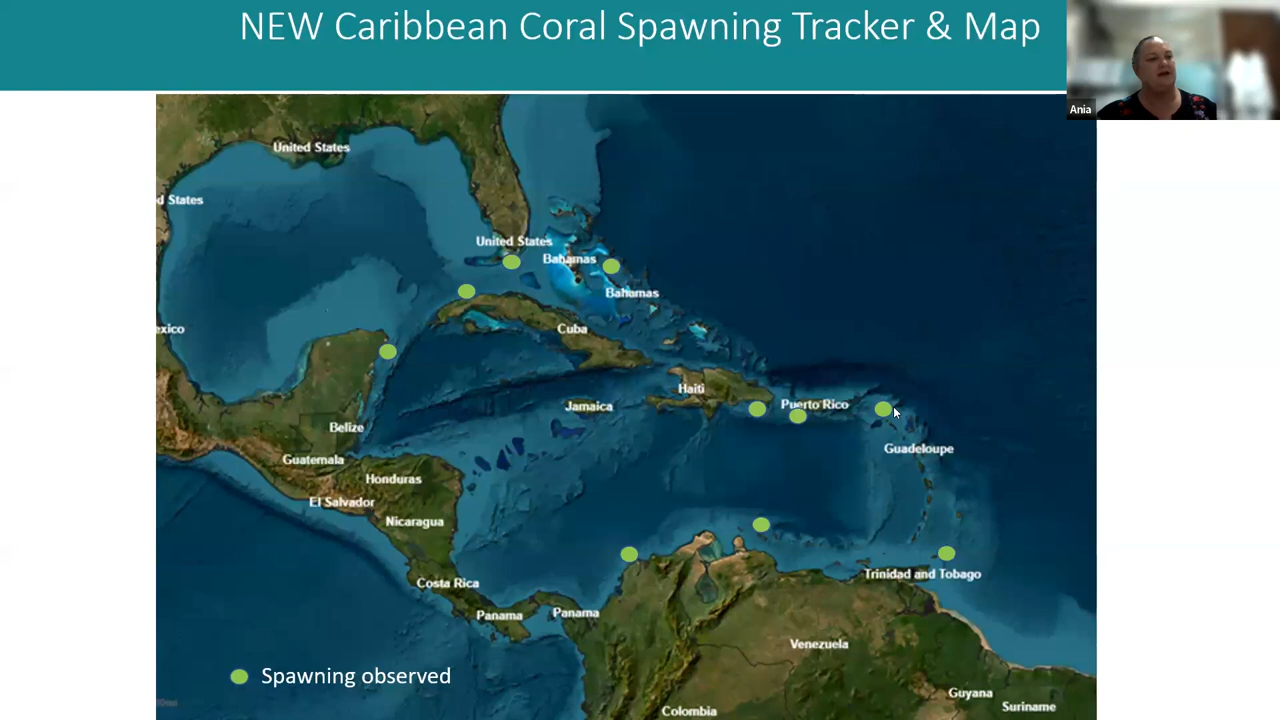 NEW Caribbean Coral Spawning Tracker & Map
Ania
United States
d States
United States
Bahamas
Bahamas
exico
Cuba
Haiti
Jamaica
Puerto Rico
Belize
Guadeloupe
Guatemala
Honduras
El Salvador
Nicaragua
Trinidad and Tobago
Costa Rica
Panama
Panama
Venezuela
Spawning observed
Guyana
Suriname
Colombia